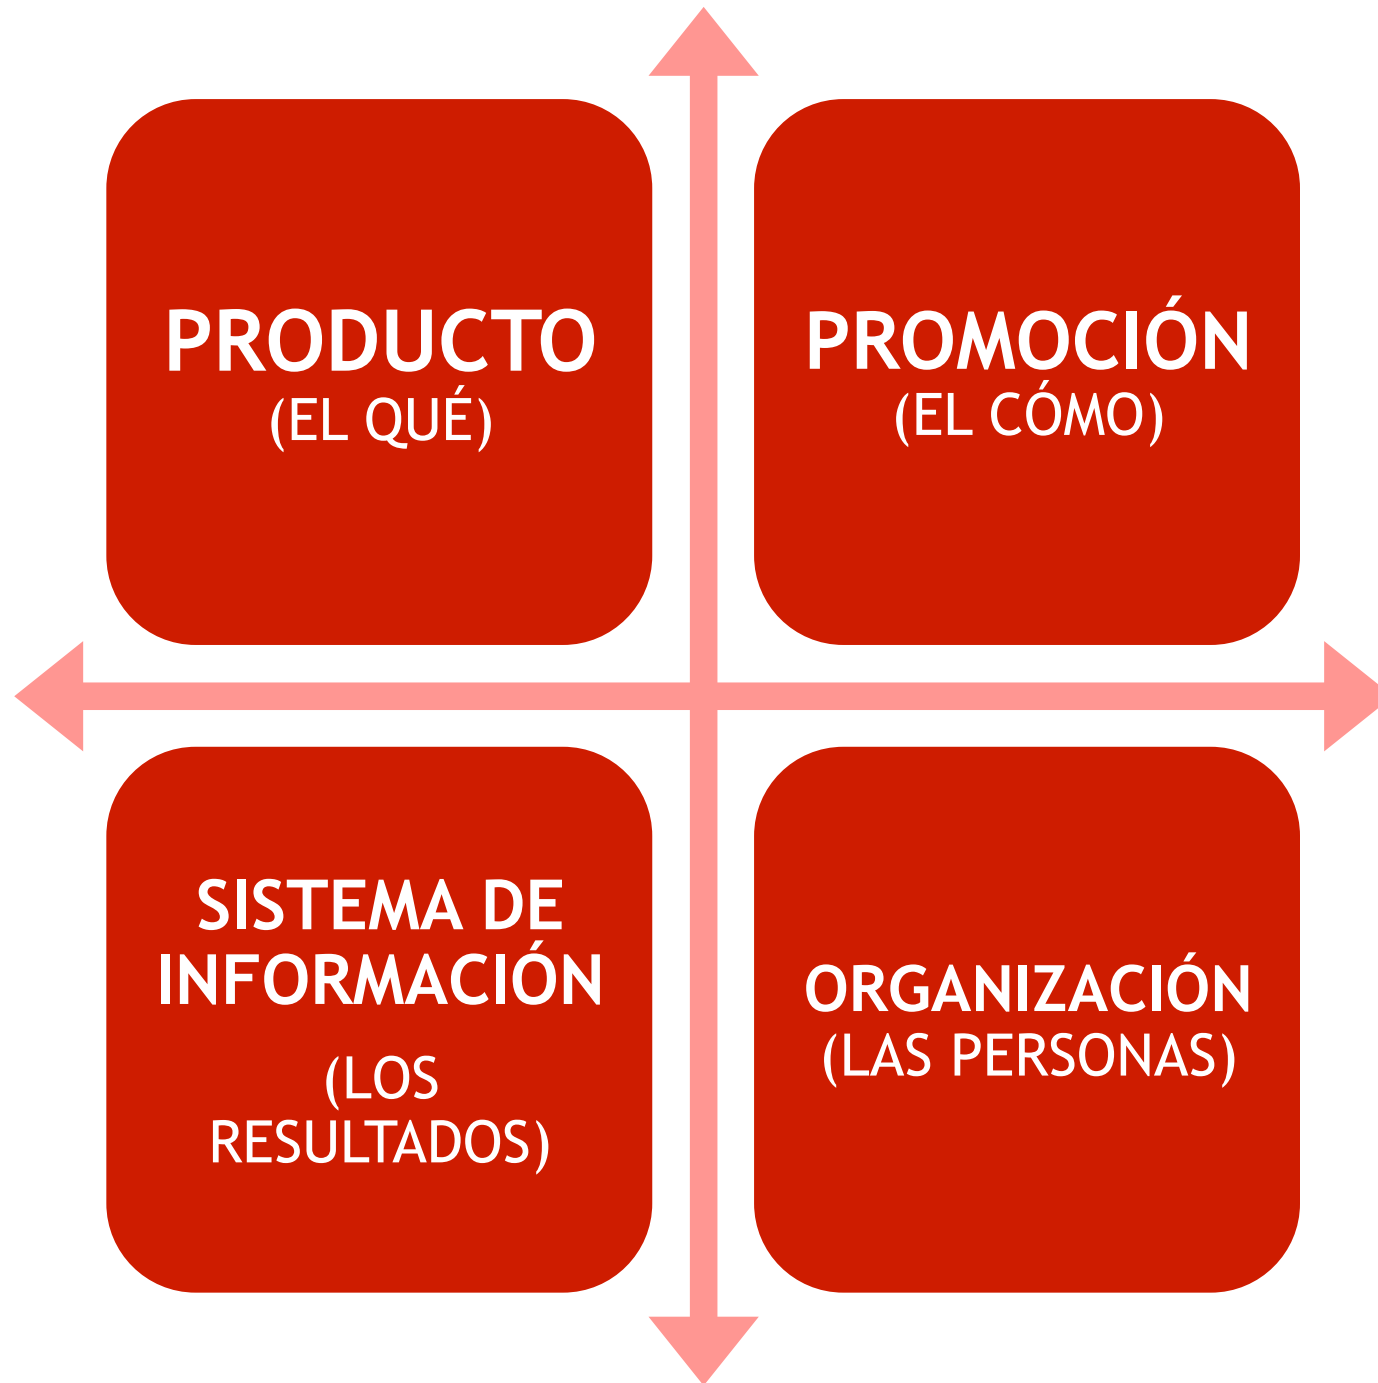 PRODUCTO
(EL QUÉ)
PROMOCIÓN
(EL CÓMO)
SISTEMA DE
INFORMACIÓN
(LOS
RESULTADOS)
ORGANIZACIÓN
(LAS PERSONAS)